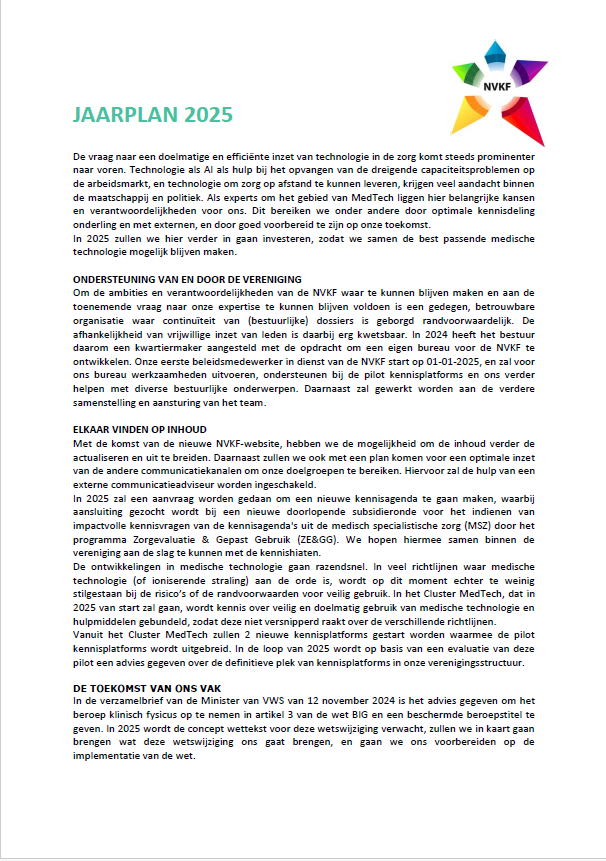 NVKF
JAARPLAN 2025
De vraag naar een doelmatige en efficiënte inzet van technologie in de zorg komt steeds prominenter
naar voren. Technologie als AI als hulp bij het opvangen van de dreigende capaciteitsproblemen op
de arbeidsmarkt, en technologie om zorg op afstand te kunnen leveren, krijgen veel aandacht binnen
de maatschappij en politiek. Als experts om het gebied van MedTech liggen hier belangrijke kansen
en verantwoordelijkheden voor ons. Dit bereiken we onder andere door optimale kennisdeling
onderling en met externen, en door goed voorbereid te zijn op onze toekomst.
In 2025 zullen we hier verder in gaan investeren, zodat we samen de best passende medische
technologie mogelijk blijven maken.
ONDERSTEUNING VAN EN DOOR DE VERENIGING
Om de ambities en verantwoordelijkheden van de NVKF waar te kunnen blijven maken en aan de
toenemende vraag naar onze expertise te kunnen blijven voldoen is een gedegen, betrouwbare
organisatie waar continuïteit van (bestuurlijke) dossiers is geborgd randvoorwaardelijk. De
afhankelijkheid van vrijwillige inzet van leden is daarbij erg kwetsbaar. In 2024 heeft het bestuur
daarom een kwartiermaker aangesteld met de opdracht om een eigen bureau voor de NVKF te
ontwikkelen. Onze eerste beleidsmedewerker in dienst van de NVKF start op 01-01-2025, en zal voor
ons bureau werkzaamheden uitvoeren, ondersteunen bij de pilot kennisplatforms en ons verder
helpen met diverse bestuurlijke onderwerpen. Daarnaast zal gewerkt worden aan de verdere
samenstelling en aansturing van het team.
ELKAAR VINDEN OP INHOUD
Met de komst van de nieuwe NVKF-website, hebben we de mogelijkheid om de inhoud verder de
actualiseren en uit te breiden. Daarnaast zullen we ook met een plan komen voor een optimale inzet
van de andere communicatiekanalen om onze doelgroepen te bereiken. Hiervoor zal de hulp van een
externe communicatieadviseur worden ingeschakeld.
In 2025 zal een aanvraag worden gedaan om een nieuwe kennisagenda te gaan maken, waarbij
aansluiting gezocht wordt bij een nieuwe doorlopende subsidieronde voor het indienen van
impactvolle kennisvragen van de kennisagenda's uit de medisch specialistische zorg (MSZ) door het
programma Zorgevaluatie & Gepast Gebruik (ZE&GG). We hopen hiermee samen binnen de
vereniging aan de slag te kunnen met de kennishiaten.
De ontwikkelingen in medische technologie gaan razendsnel. In veel richtlijnen waar medische
technologie (of ioniserende straling) aan de orde is, wordt op dit moment echter te weinig
stilgestaan bij de risico's of de randvoorwaarden voor veilig gebruik. In het Cluster MedTech, dat in
2025 van start zal gaan, wordt kennis over veilig en doelmatig gebruik van medische technologie en
hulpmiddelen gebundeld, zodat deze niet versnipperd raakt over de verschillende richtlijnen.
Vanuit het Cluster MedTech zullen 2 nieuwe kennisplatforms gestart worden waarmee de pilot
kennisplatforms wordt uitgebreid. In de loop van 2025 wordt op basis van een evaluatie van deze
pilot een advies gegeven over de definitieve plek van kennisplatforms in onze verenigingsstructuur.
DE TOEKOMST VAN ONS VAK
In de verzamelbrief van de Minister van VWS van 12 november 2024 is het advies gegeven om het
beroep klinisch fysicus op te nemen in artikel 3 van de wet BIG en een beschermde beroepstitel te
geven. In 2025 wordt de concept wettekst voor deze wetswijziging verwacht, zullen we in kaart gaan
brengen wat deze wetswijziging ons gaat brengen, en gaan we ons voorbereiden op de
implementatie van de wet.